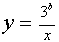 y = 3^b / x